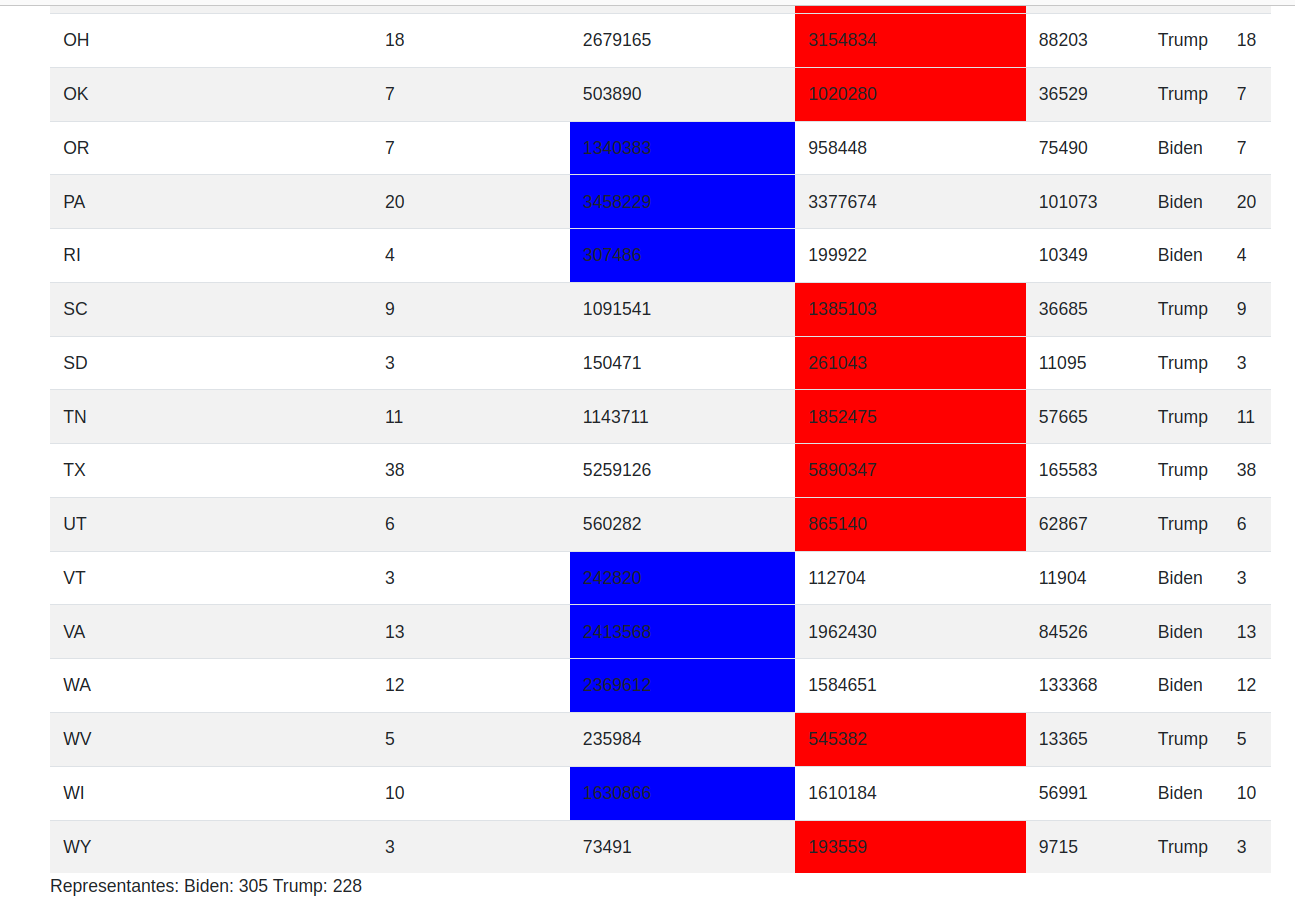 OH 18 2679165 3154834 88203 Trump 18
OK 7 503890 1020280 36529 Trump 7
OR 7 1340383 958448 75490 Biden 7
PA 20 3458229 3377674 101073 Biden 20
RI 4 307486 199922 10349 Biden 4
SC 9 1091541 1385103 36685 Trump 9
SD 3 150471 261043 11095 Trump 3
TN 11 1143711 1852475 57665 Trump 11
TX 38 5259126 5890347 165583 Trump 38
UT 6 560282 865140 62867 Trump 6
VT 3 242820 112704 11904 Biden 3
VA 13 2413568 1962430 84526 Biden 13
WA 12 2369612 1584651 133368 Biden 12
WV 5 235984 545382 13365 Trump 5
WI 10 1630866 1610184 56991 Biden 10
WY 3 73491 193559 9715 Trump 3
Representantes: Biden: 305 Trump: 228